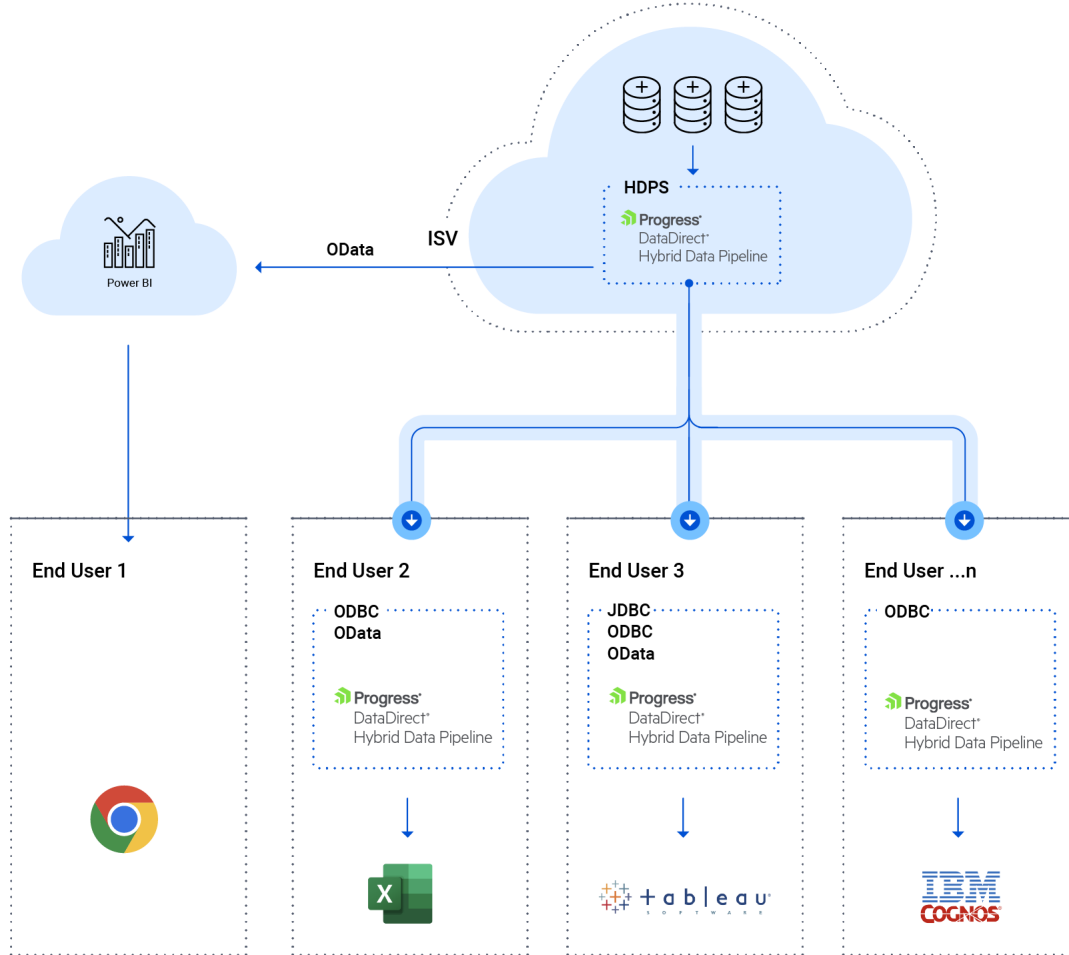 HDPS
Progress®
DataDirect®
Hybrid Data Pipeline
ISV
OData
Power BI
End User 1
End User 2
ODBC
OData
Progress®
DataDirect®
Hybrid Data Pipeline
X
End User 3
JDBC
ODBC
OData
Progress®
DataDirect®
Hybrid Data Pipeline
+ableau®
SOFTWARE
End User ...n
ODBC
Progress®
DataDirect®
Hybrid Data Pipeline
IBM
COGNOS®